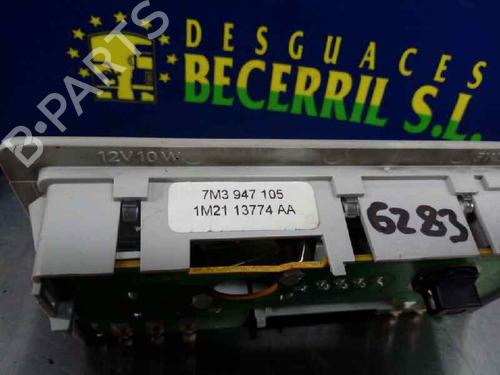 DESGUACES
BECERRIL S.L.
B-PARTS
12V10W
7M3 947 105
1M21 13774 AA
6283